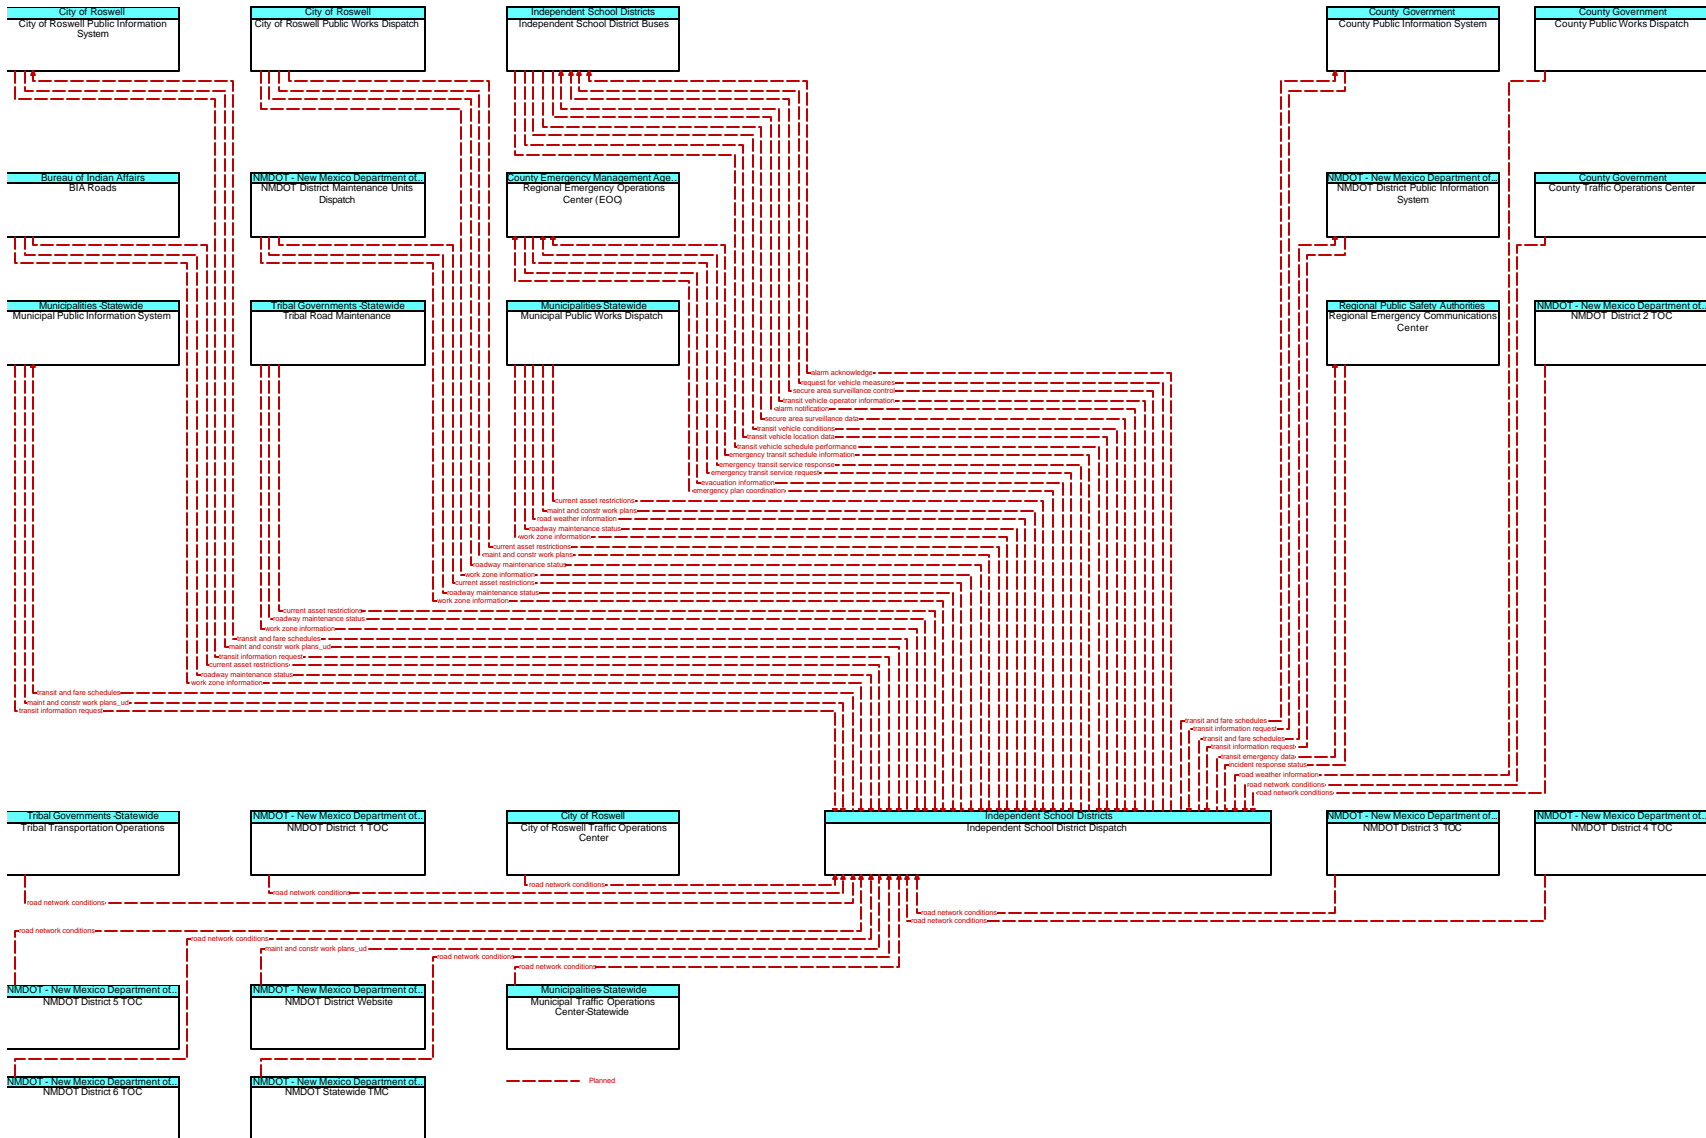 City of Roswell
City of Roswell Public Information
System
City of Roswell
City of Roswell Public Works Dispatch
Independent School Districts
Independent School District Buses
County Government
County Public Information System
County Government
County Public Works Dispatch
Bureau of Indian Affairs
BIA Roads
NMDOT - New Mexico Department of...
NMDOT District Maintenance Units
Dispatch
County Emergency Management Age...
Regional Emergency Operations
Center (EOC)
NMDOT - New Mexico Department of...
NMDOT District Public Information
System
County Government
County Traffic Operations Center
Municipalities -Statewide
Municipal Public Information System
Tribal Governments -Statewide
Tribal Road Maintenance
Municipalities-Statewide
Municipal Public Works Dispatch
Regional Public Safety Authorities
Regional Emergency Communications
Center
NMDOT - New Mexico Department of...
NMDOT District 2 TOC
alarm acknowledge
request for vehicle measures
secure area surveillance control
transit vehicle operator information
alarm notification
secure area surveillance data
transit vehicle conditions
transit vehicle location data
transit vehicle schedule performance
emergency transit schedule information
emergency transit service response
emergency transit service request
evacuation information
emergency plan coordination
current asset restrictions
maint and constr work plans
road weather information
roadway maintenance status
work zone information
current asset restrictions
maint and constr work plans
roadway maintenance status
work zone information
current asset restrictions
roadway maintenance status
work zone information
current asset restrictions
roadway maintenance status
work zone information
transit and fare schedules
maint and constr work plans_ud
transit information request
current asset restrictions
roadway maintenance status
work zone information
transit and fare schedules
maint and constr work plans_ud
transit information request
transit and fare schedules
transit information request
transit and fare schedules
transit information request
transit emergency data
incident response status
road weather information
road network conditions
road network conditions
Tribal Governments -Statewide
Tribal Transportation Operations
NMDOT - New Mexico Department of...
NMDOT District 1 TOC
City of Roswell
City of Roswell Traffic Operations
Center
Independent School Districts
Independent School District Dispatch
NMDOT - New Mexico Department of...
NMDOT District 3 TOC
NMDOT - New Mexico Department of...
NMDOT District 4 TOC
road network conditions
road network conditions
road network conditions
road network conditions
road network conditions
road network conditions
road network conditions
maint and constr work plans_ud
road network conditions
road network conditions
NMDOT - New Mexico Department of...
NMDOT District 5 TOC
NMDOT - New Mexico Department of...
NMDOT District Website
Municipalities-Statewide
Municipal Traffic Operations
Center-Statewide
NMDOT - New Mexico Department of...
NMDOT District 6 TOC
NMDOT - New Mexico Department of...
NMDOT Statewide TMC
Planned